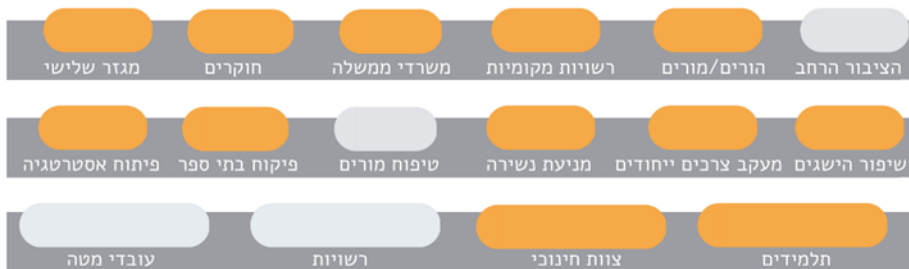 הציבור הרחב הורים/מורים רשויות מקומיות משרדי ממשלה חוקרים מגזר שלישי
שיפור הישגים מעקב צרכים ייחודים מניעת נשירה טיפוח מורים פיקוח בתי ספר פיתוח אסטרטגיה
תלמידים צוות חינוכי רשויות עובדי מטה